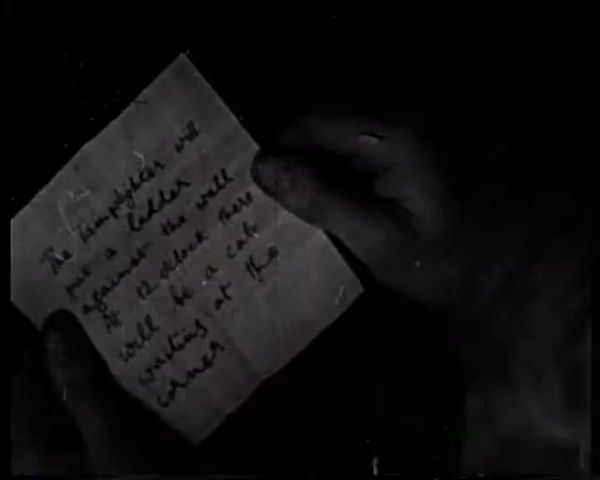 The Lamplighter will
put a ladder
against the wall
At 12 o'clock There
will be a cab
waiting at the
corner